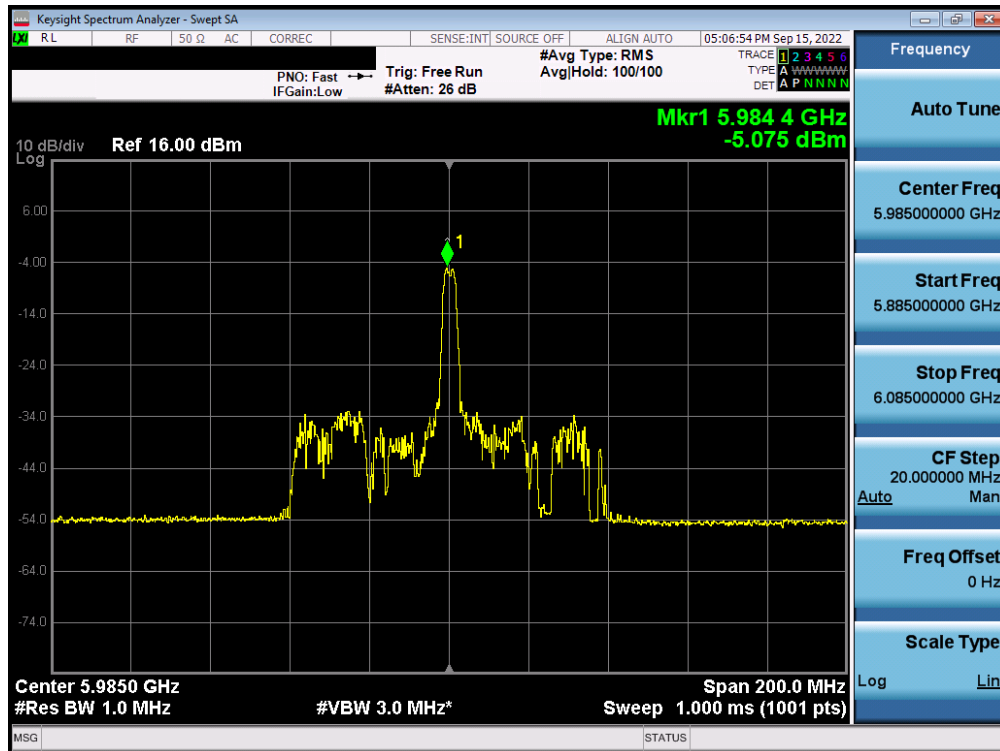 Keysight Spectrum Analyzer - Swept SA
LXI RL RF 50 Ω AC CORREC SENSE:INT SOURCE OFF ALIGN AUTO 05:06:54 PM Sep 15, 2022
PNO: Fast
IFGain:Low
Trig: Free Run
#Atten: 26 dB
#Avg Type: RMS
Avg|Hold: 100/100
TRACE 1 2 3 4 5 6
TYPE A WWWWW
DET A P N N N N
Mkr1 5.984 4 GHz
-5.075 dBm
10 dB/div Ref 16.00 dBm
Log
6.00
1
-4.00
-14.0
-24.0
-34.0
-44.0
-54.0
-64.0
-74.0
Center 5.9850 GHz Span 200.0 MHz
#Res BW 1.0 MHz #VBW 3.0 MHz* Sweep 1.000 ms (1001 pts)
MSG STATUS
Frequency
Auto Tune
Center Freq
5.985000000 GHz
Start Freq
5.885000000 GHz
Stop Freq
6.085000000 GHz
CF Step
20.000000 MHz
Auto Man
Freq Offset
0 Hz
Scale Type
Log Lin